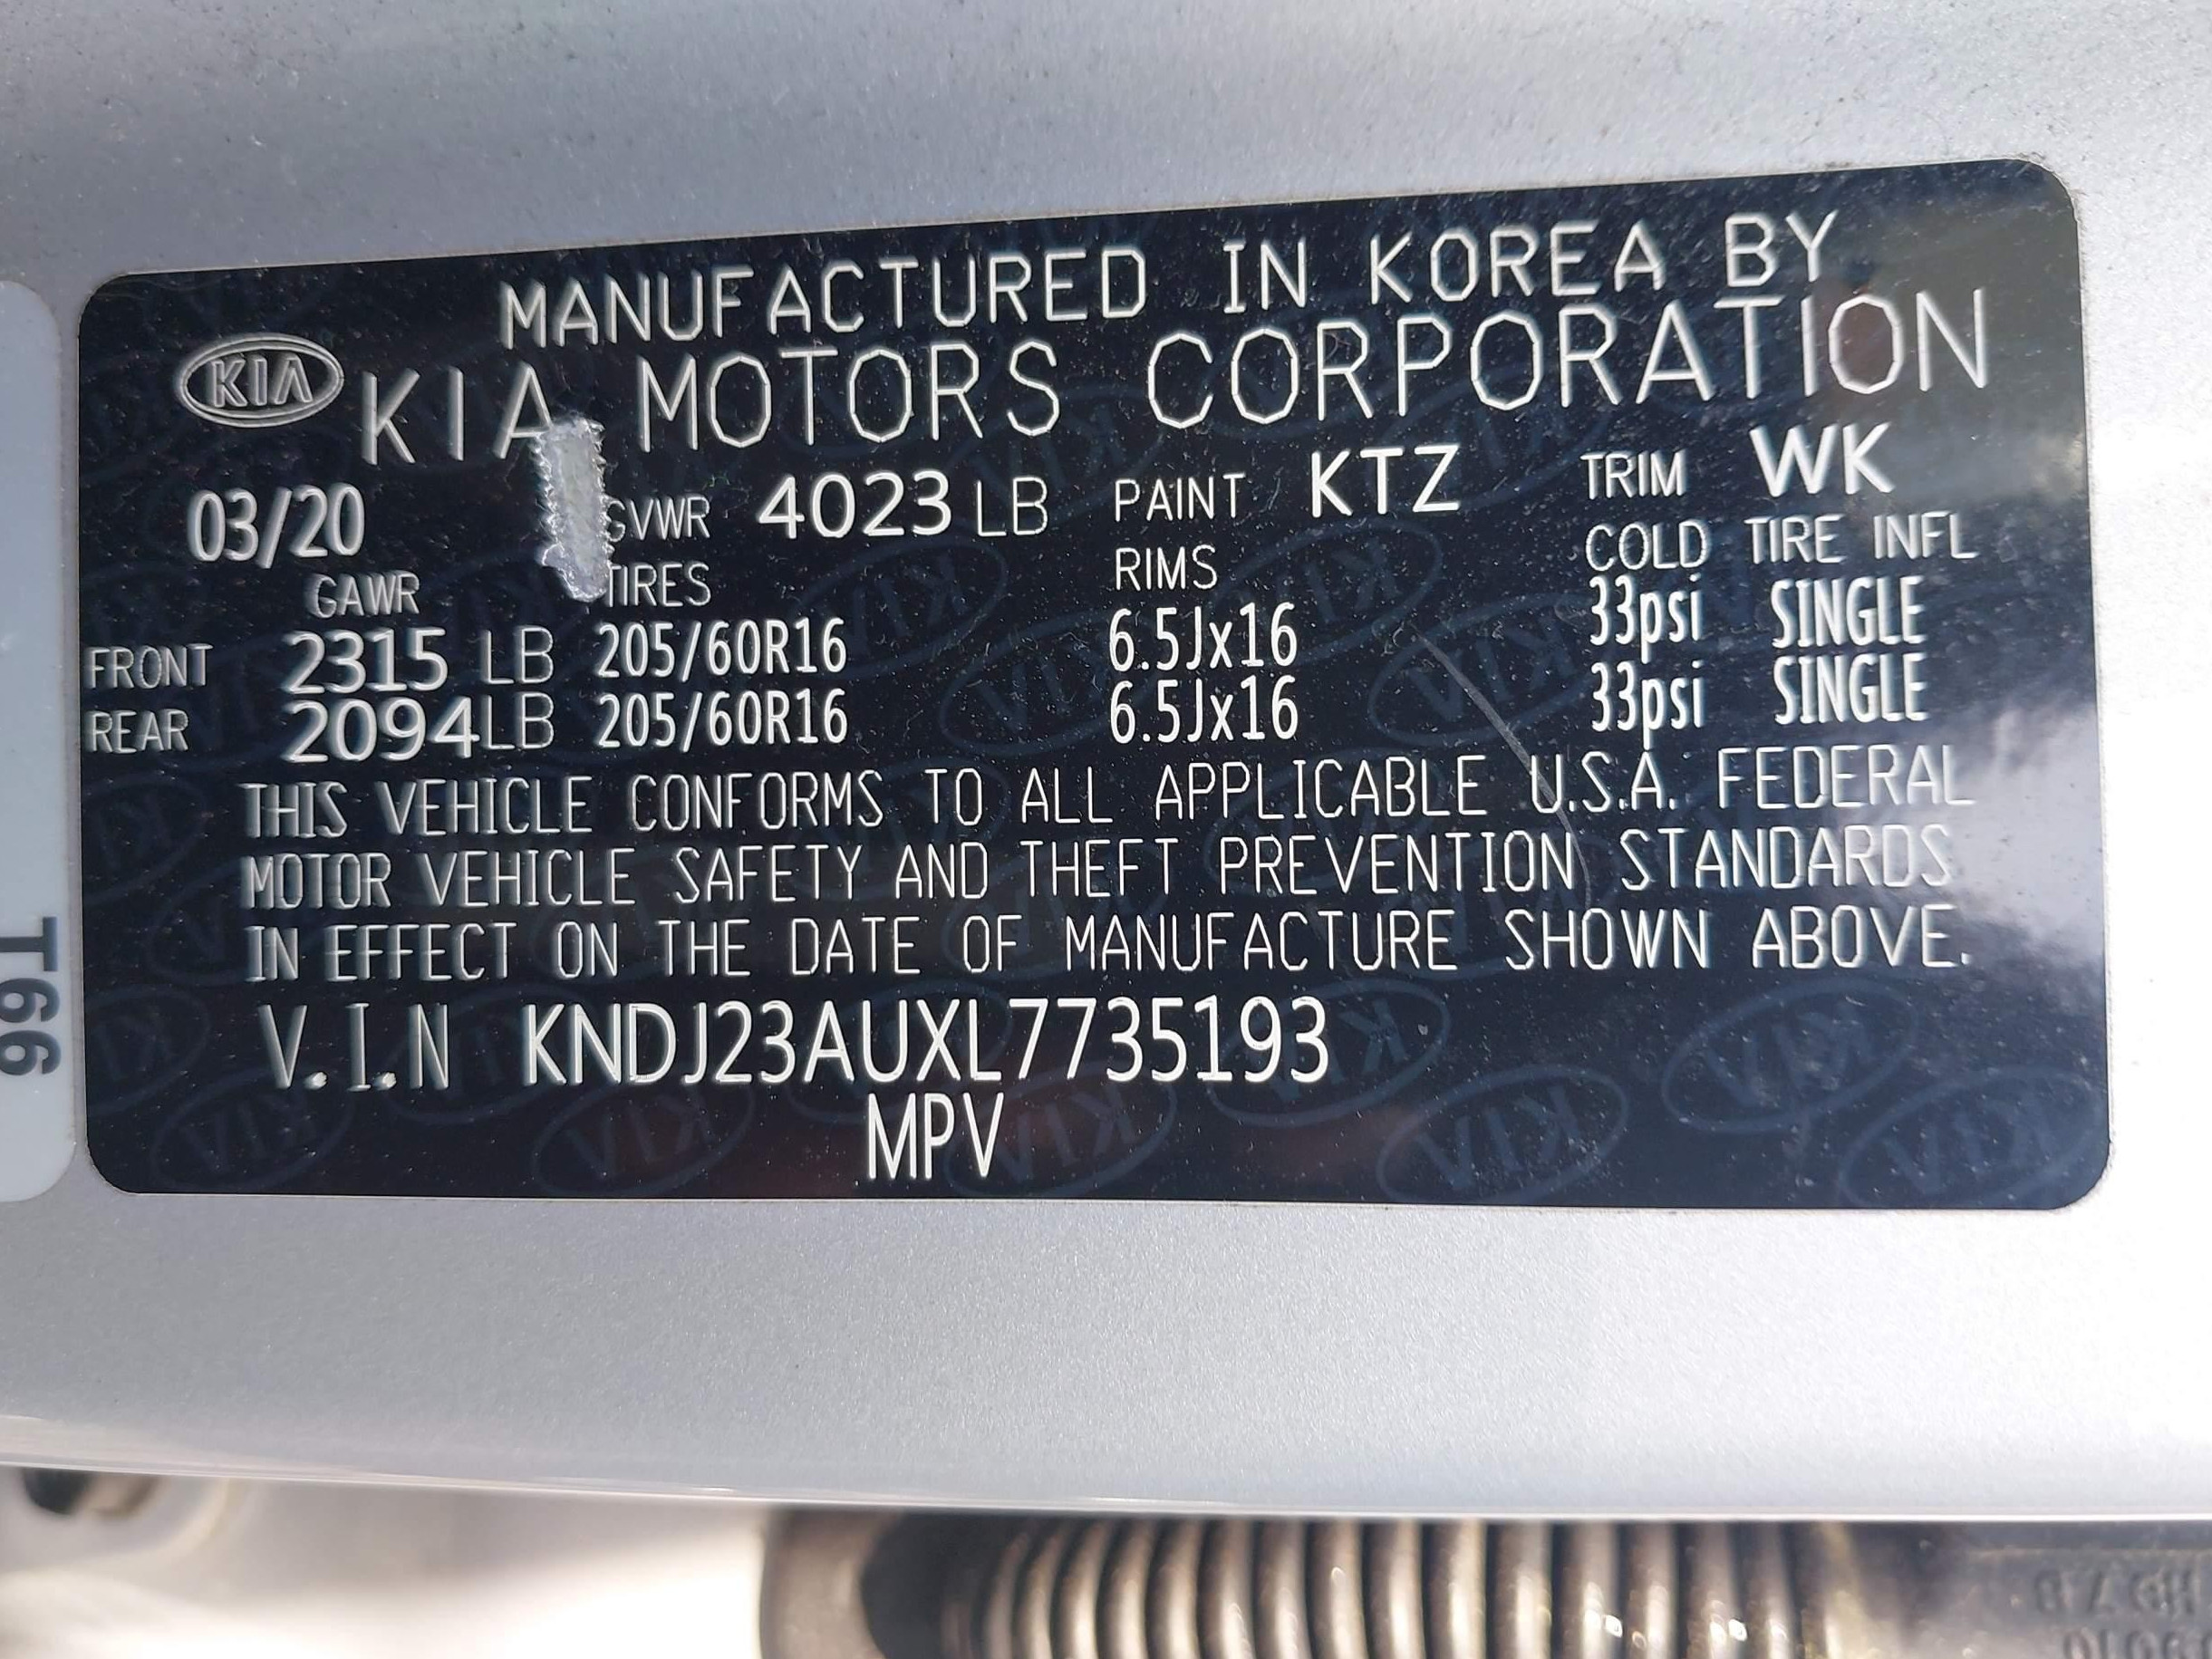 MANUFACTURED IN KOREA BY
KIA KIA MOTORS CORPORATION
03/20 GVWR 4023 LB PAINT KTZ TRIM WK
GAWR TIRES RIMS COLD TIRE INFL
FRONT 2315 LB 205/60R16 6.5Jx16 33psi SINGLE
REAR 2094LB 205/60R16 6.5Jx16 33psi SINGLE
THIS VEHICLE CONFORMS TO ALL APPLICABLE U.S.A. FEDERAL
MOTOR VEHICLE SAFETY AND THEFT PREVENTION STANDARDS
IN EFFECT ON THE DATE OF MANUFACTURE SHOWN ABOVE.
V.I.N KNDJ23AUXL7735193
MPV
T66